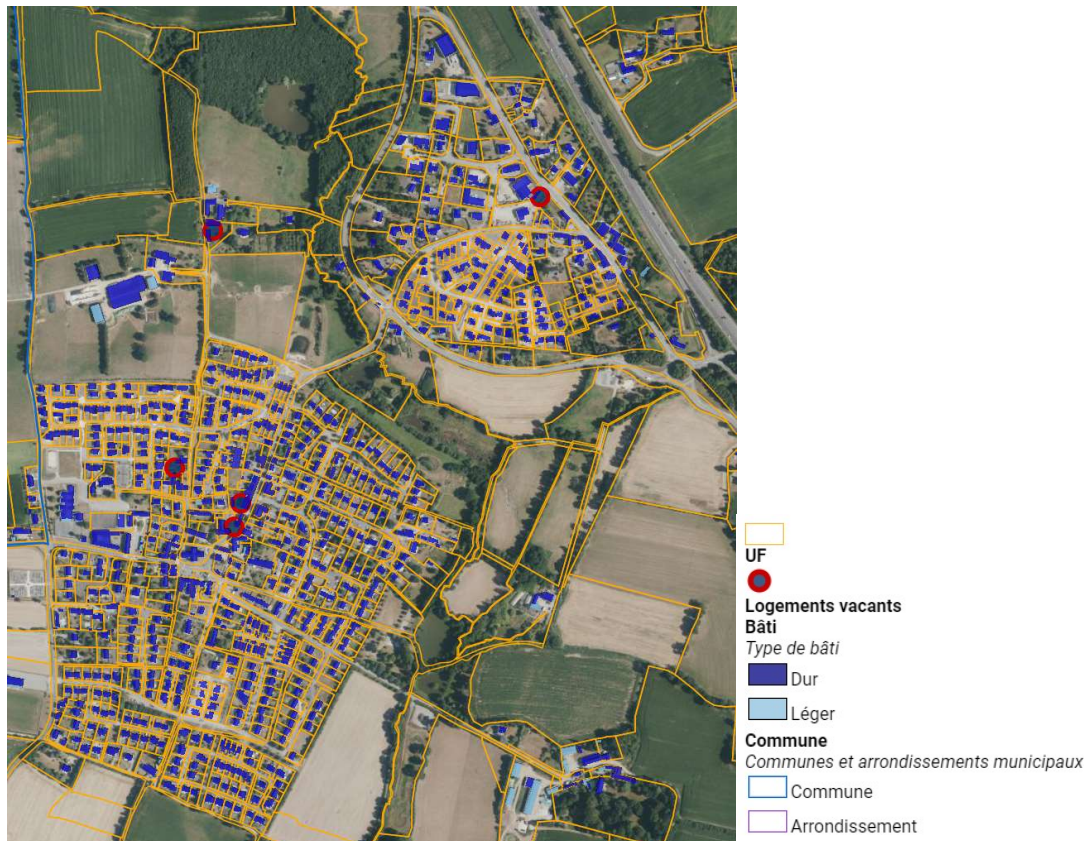 UF
Logements vacants
Bâti
Type de bâti
Dur
Léger
Commune
Communes et arrondissements municipaux
Commune
Arrondissement